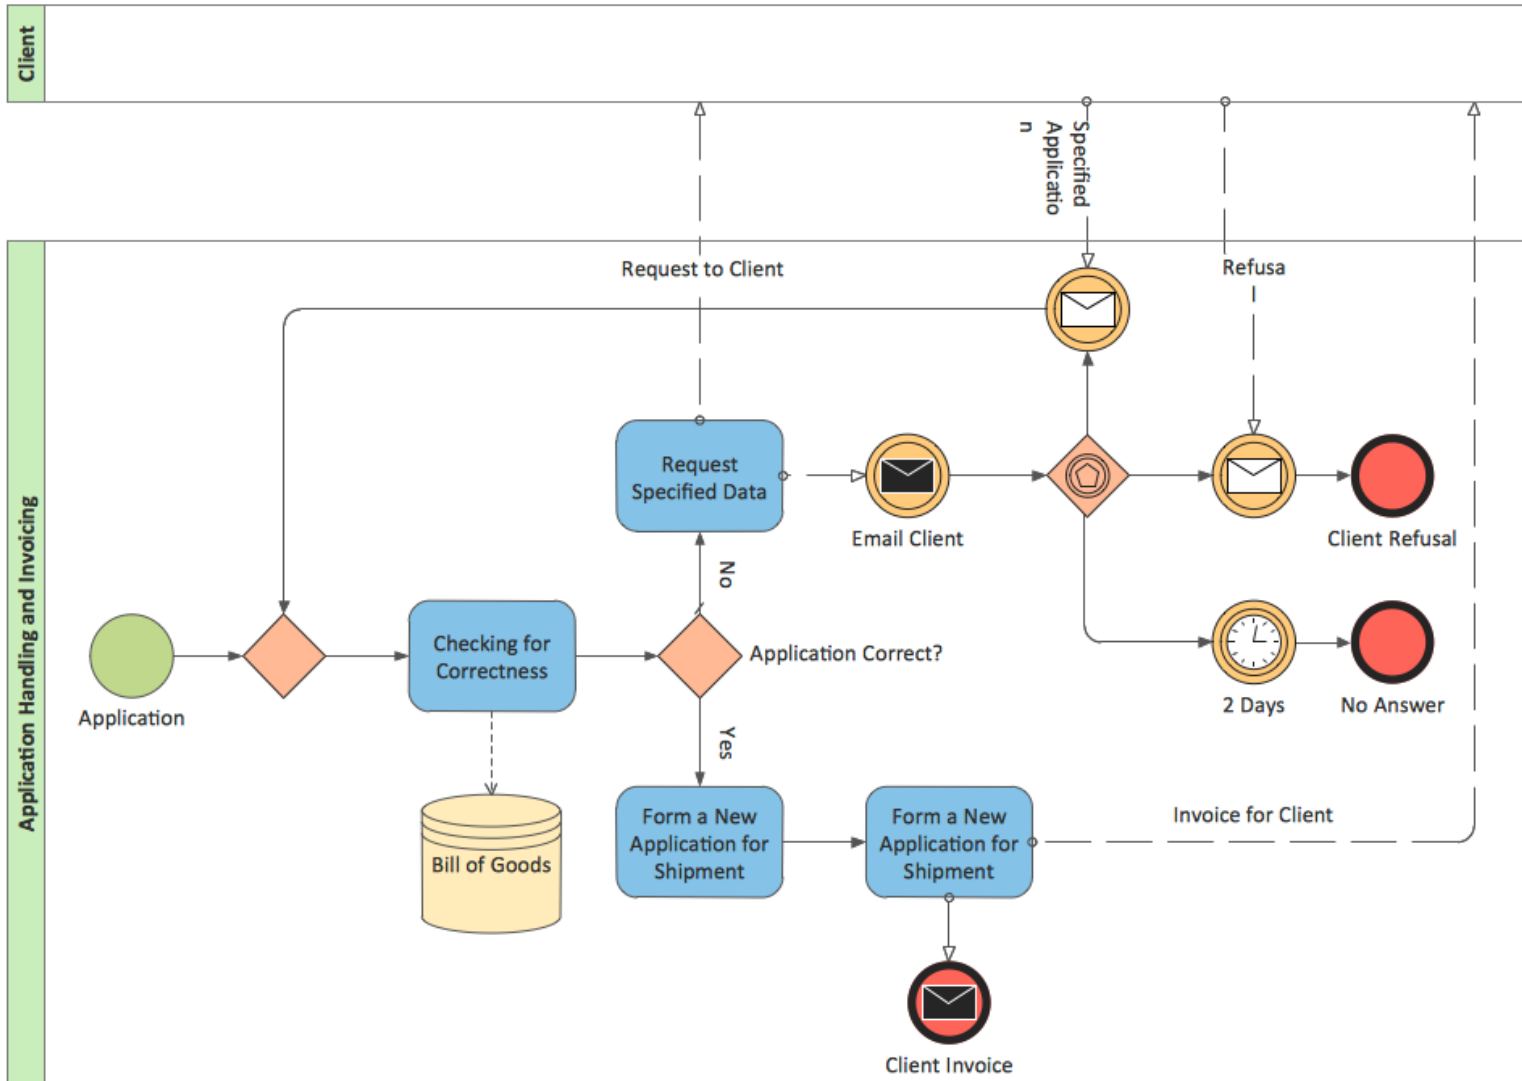 Client
Specified
Applicatio
n
Application Handling and Invoicing
Request to Client
Refusa
l
Request
Specified Data
Email Client
Client Refusal
No
Checking for
Correctness
Application Correct?
Application
2 Days
No Answer
Yes
Form a New
Application for
Shipment
Form a New
Application for
Shipment
Invoice for Client
Bill of Goods
Client Invoice